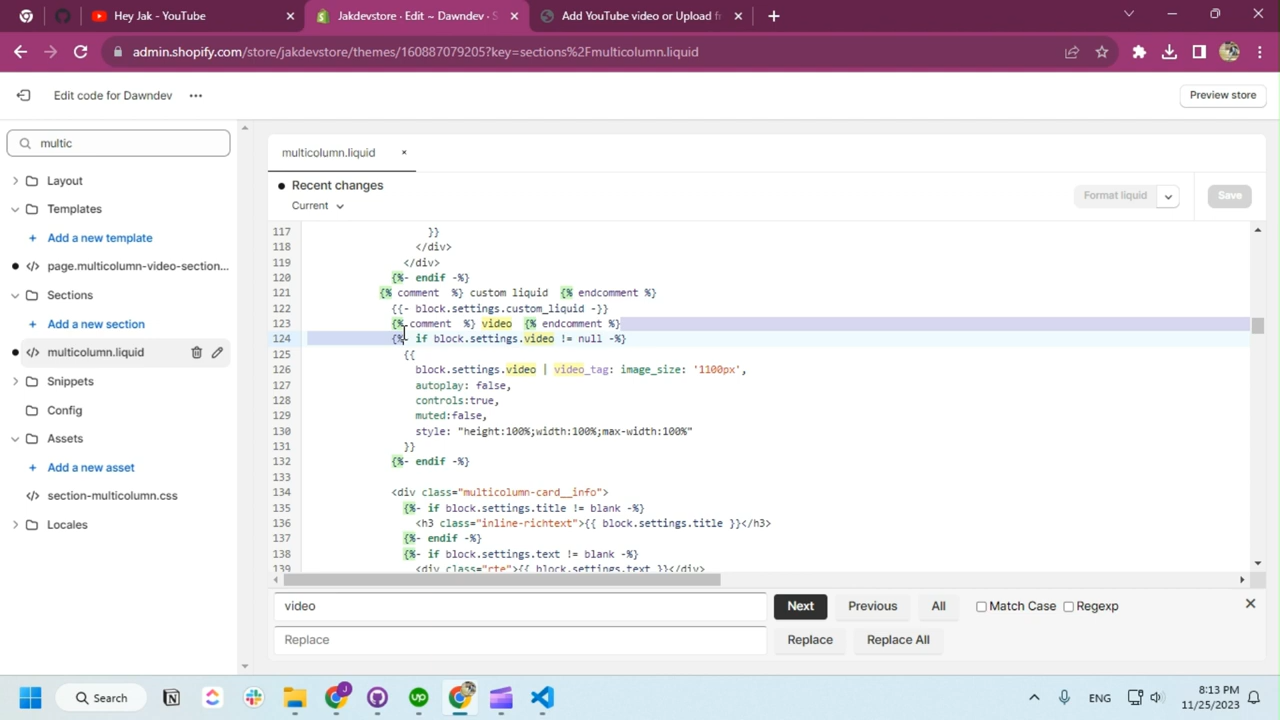 Hey Jak - YouTube
Jakdevstore · Edit ~ Dawndev · S
Add YouTube video or Upload fr
admin.shopify.com/store/jakdevstore/themes/160887079205?key=sections%2Fmulticolumn.liquid
Edit code for Dawndev
Preview store
multic
Layout
Templates
+ Add a new template
page.multicolumn-video-section...
Sections
+ Add a new section
multicolumn.liquid
Snippets
Config
Assets
+ Add a new asset
section-multicolumn.css
Locales
multicolumn.liquid
Recent changes
Current
Format liquid
Save
117 }}
118 </div>
119 </div>
120 {%- endif -%}
121 {% comment %} custom liquid {% endcomment %}
122 {{- block.settings.custom_liquid -}}
123 {% comment %} video {% endcomment %}
124 {% if block.settings.video != null -%}
125 {{
126 block.settings.video | video_tag: image_size: '1100px',
127 autoplay: false,
128 controls:true,
129 muted:false,
130 style: "height:100%;width:100%;max-width:100%"
131 }}
132 {%- endif -%}
133
134 <div class="multicolumn-card__info">
135 {%- if block.settings.title != blank -%}
136 <h3 class="inline-richtext">{{ block.settings.title }}</h3>
137 {%- endif -%}
138 {%- if block.settings.text != blank -%}
139 <div class="rte">{{ block.settings.text }}</div>
video
Next
Previous
All
Match Case
Regexp
Replace
Replace
Replace All
Search
ENG
8:13 PM
11/25/2023